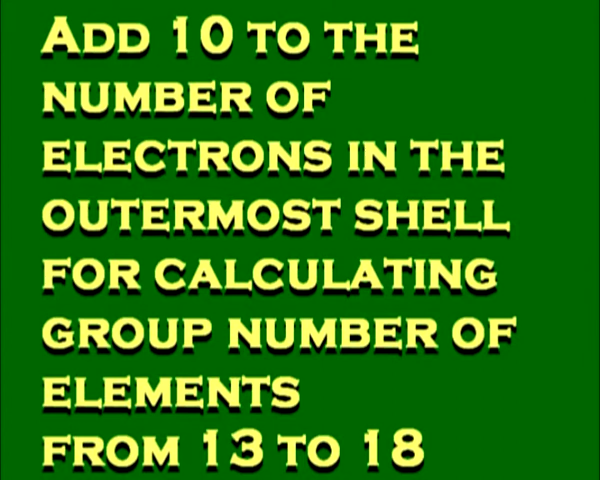 Add 10 to the
number of
electrons in the
outermost shell
for calculating
group number of
elements
from 13 to 18